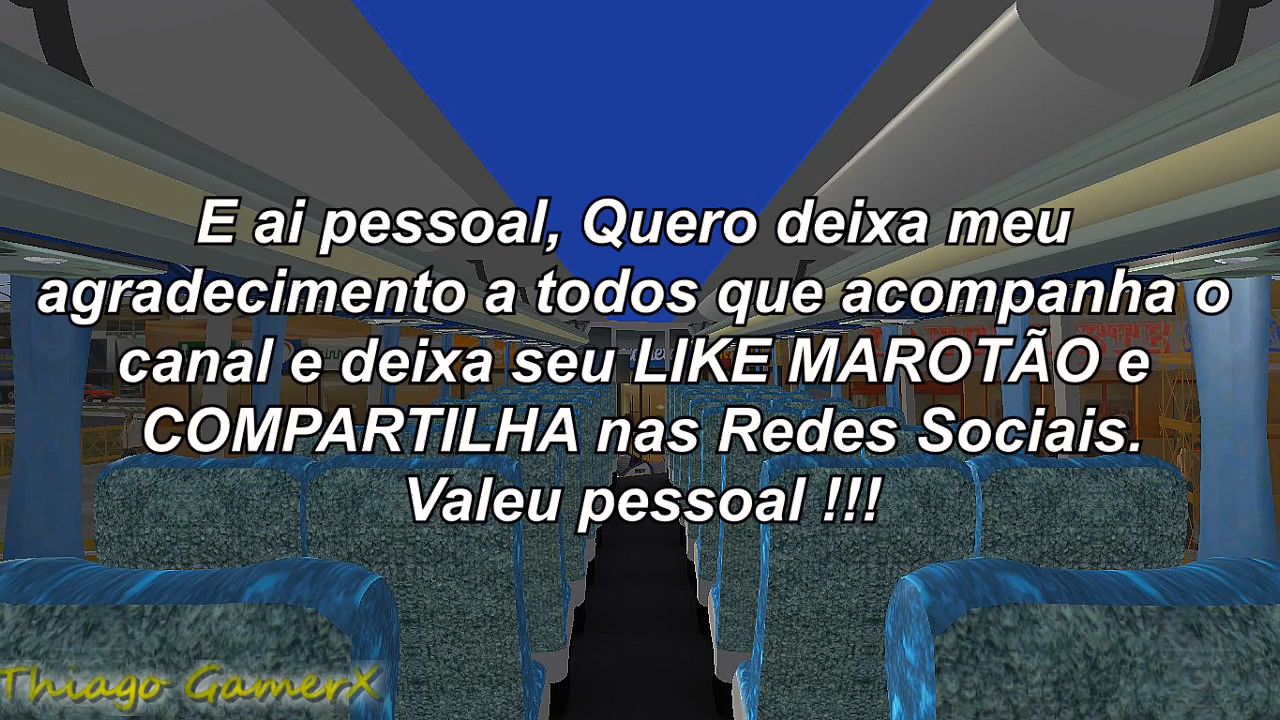 E ai pessoal, Quero deixa meu
agradecimento a todos que acompanha o
canal e deixa seu LIKE MAROTÃO e
COMPARTILHA nas Redes Sociais.
Valeu pessoal !!!
Thiago GamerX